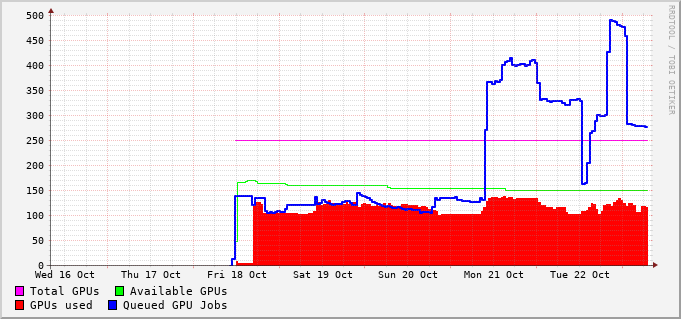 500
450
400
350
300
250
200
150
100
50
0
Wed 16 Oct Thu 17 Oct Fri 18 Oct Sat 19 Oct Sun 20 Oct Mon 21 Oct Tue 22 Oct
Total GPUs Available GPUs
GPUs used Queued GPU Jobs
RRDTOOL / TOBI OETIKER